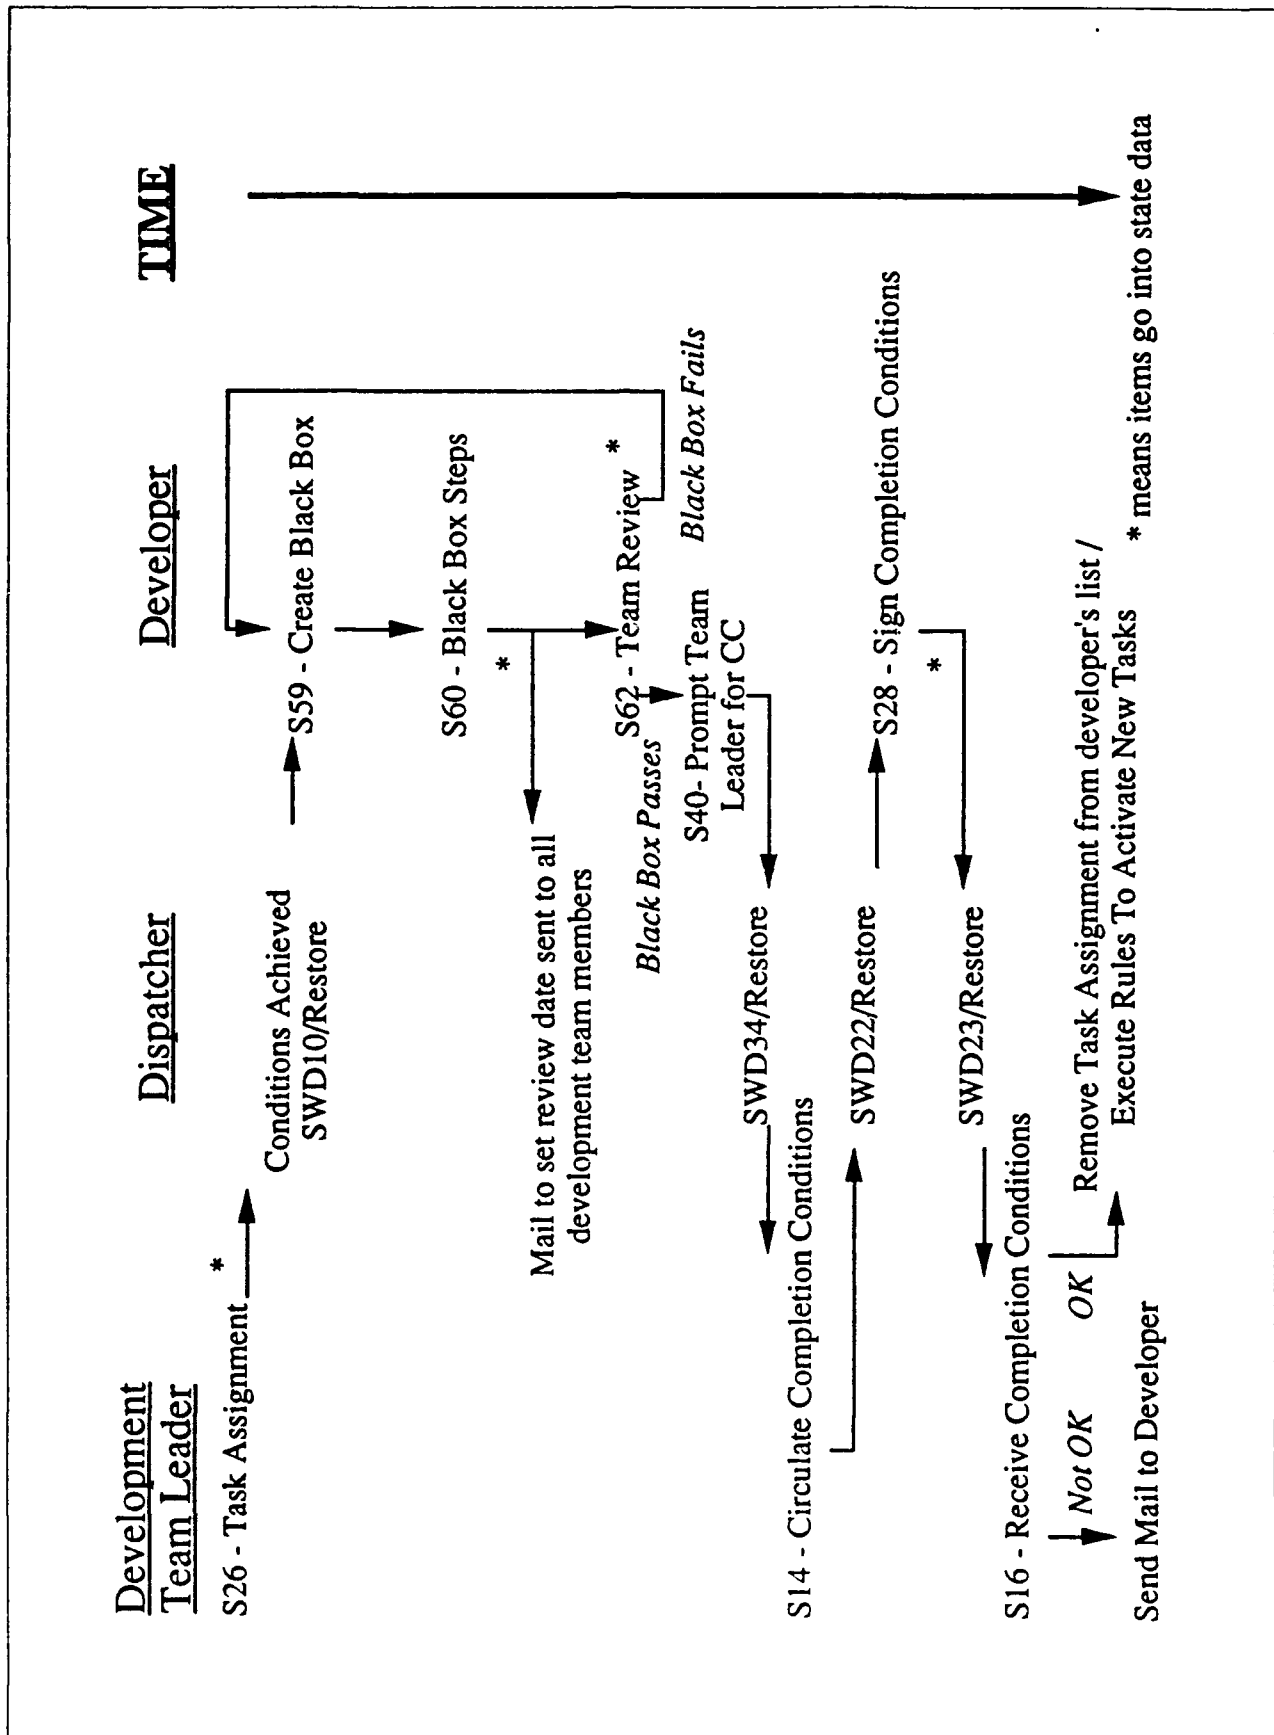 Development
Team Leader
Dispatcher
Developer
TIME
S26 - Task Assignment
*
Conditions Achieved
SWD10/Restore
S59 - Create Black Box
S60 - Black Box Steps
*
Mail to set review date sent to all
development team members
S62 - Team Review
*
Black Box Passes
Black Box Fails
S40- Prompt Team
Leader for CC
SWD34/Restore
S14 - Circulate Completion Conditions
SWD22/Restore
S28 - Sign Completion Conditions
*
SWD23/Restore
S16 - Receive Completion Conditions
Not OK
OK
Send Mail to Developer
Remove Task Assignment from developer's list /
Execute Rules To Activate New Tasks
* means items go into state data